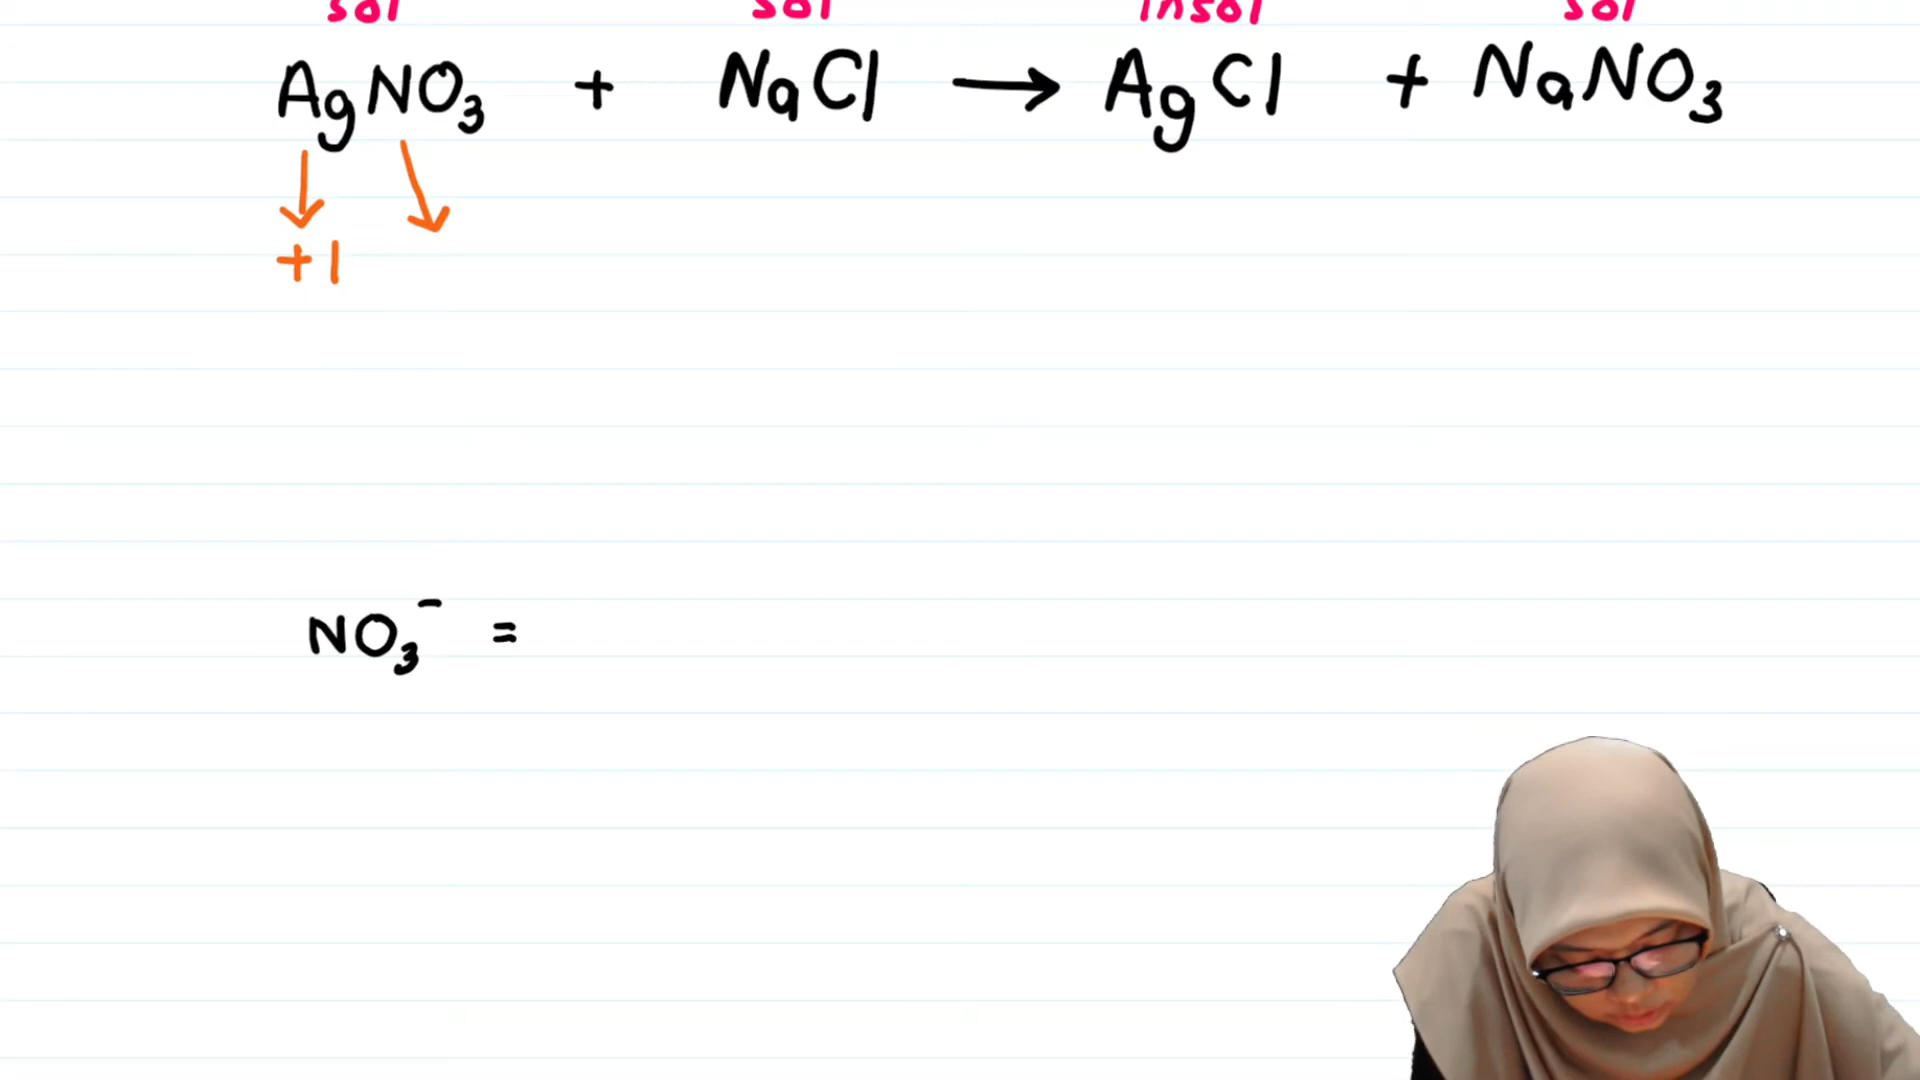 sol sol insol sol
AgNO₃ + NaCl → AgCl + NaNO₃
+1
NO₃⁻ =